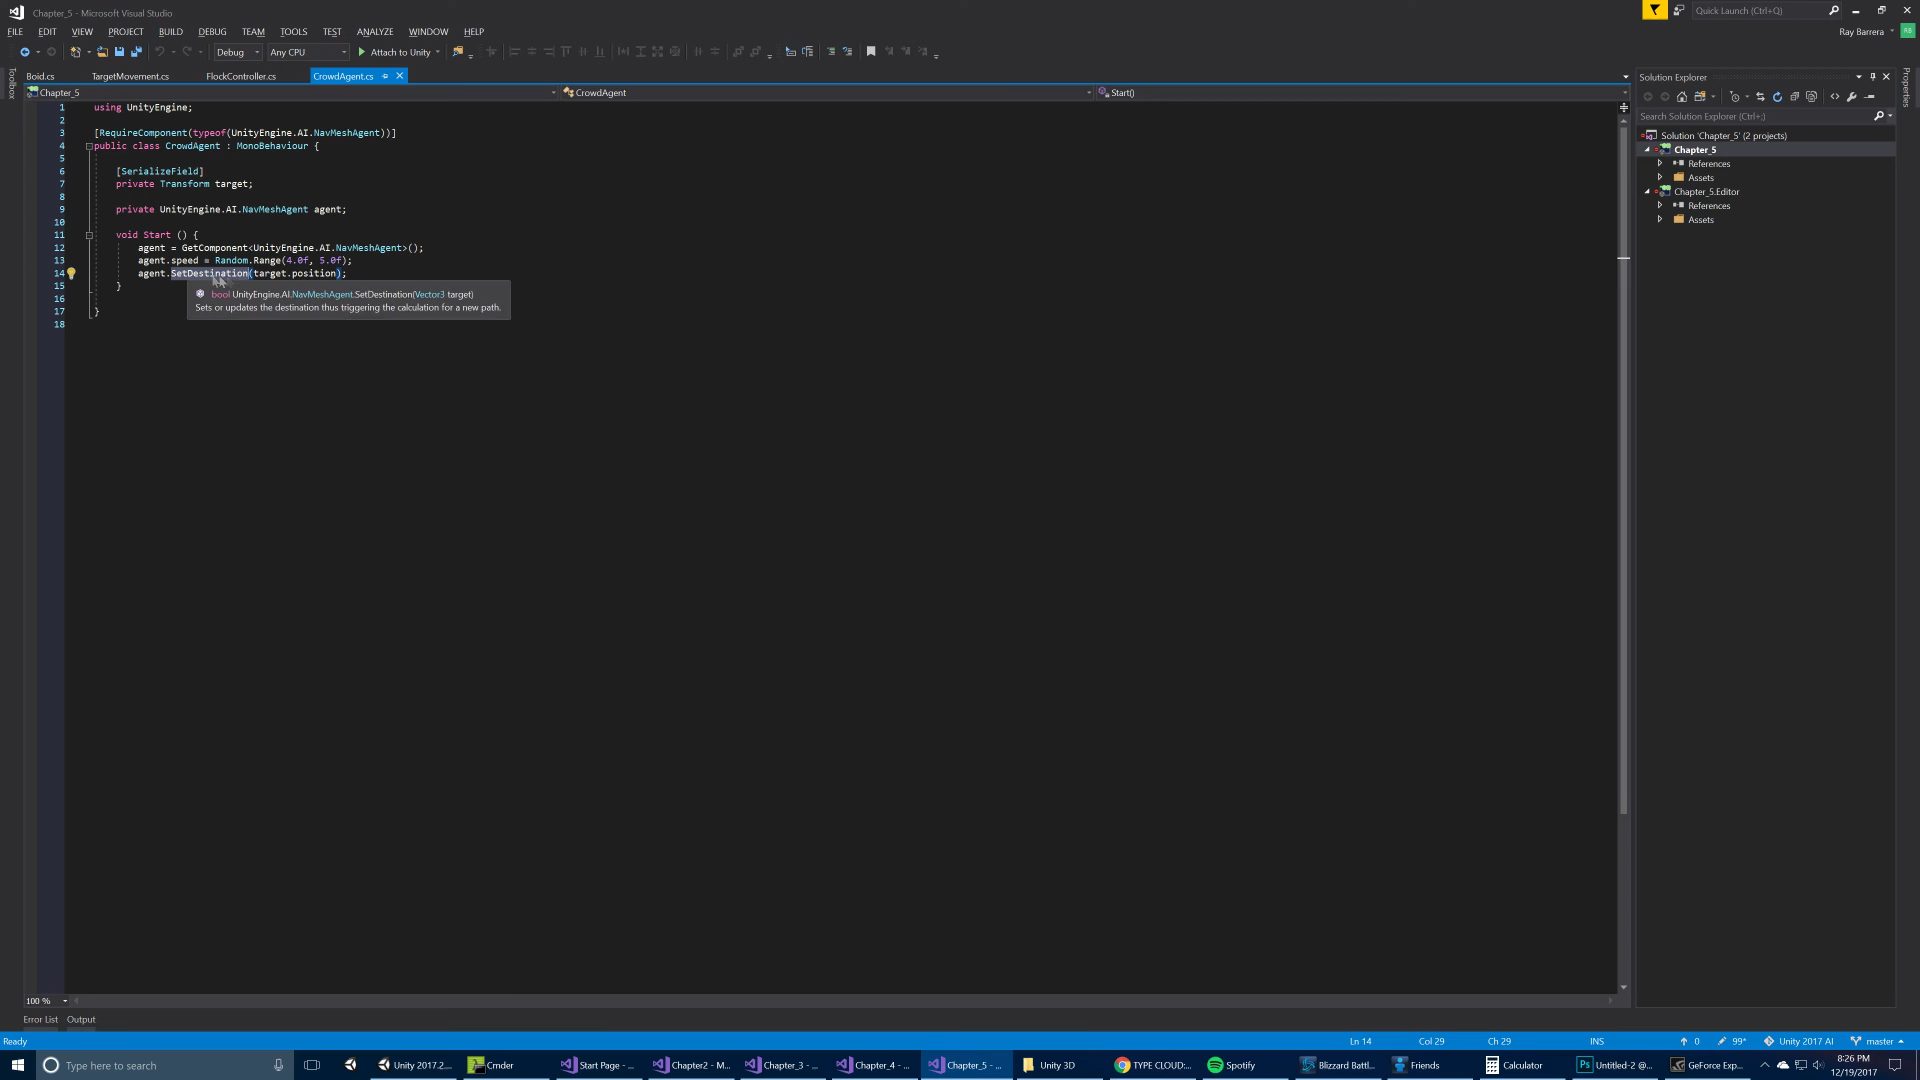 Chapter_5 - Microsoft Visual Studio
Quick Launch (Ctrl+Q)
FILE EDIT VIEW PROJECT BUILD DEBUG TEAM TOOLS TEST ANALYZE WINDOW HELP
Ray Barrera RB
Debug Any CPU Attach to Unity
Toolbox
Boid.cs TargetMovement.cs FlockController.cs CrowdAgent.cs
Chapter_5 CrowdAgent Start()
1 using UnityEngine;
2
3 [RequireComponent(typeof(UnityEngine.AI.NavMeshAgent))]
4 public class CrowdAgent : MonoBehaviour {
5
6 [SerializeField]
7 private Transform target;
8
9 private UnityEngine.AI.NavMeshAgent agent;
10
11 void Start () {
12 agent = GetComponent<UnityEngine.AI.NavMeshAgent>();
13 agent.speed = Random.Range(4.0f, 5.0f);
14 agent.SetDestination(target.position);
15 }
16
17 }
18
bool UnityEngine.AI.NavMeshAgent.SetDestination(Vector3 target)
Sets or updates the destination thus triggering the calculation for a new path.
Solution Explorer
Search Solution Explorer (Ctrl+;)
Solution 'Chapter_5' (2 projects)
Chapter_5
References
Assets
Chapter_5.Editor
References
Assets
Properties
100 %
Error List Output
Ready Ln 14 Col 29 Ch 29 INS 0 99* Unity 2017 AI master
Type here to search Unity 2017.2.... Cmder Start Page - ... Chapter2 - M... Chapter_3 - ... Chapter_4 - ... Chapter_5 - ... Unity 3D TYPE CLOUD:... Spotify Blizzard Battl... Friends Calculator Untitled-2 @... GeForce Exp...
8:26 PM
12/19/2017